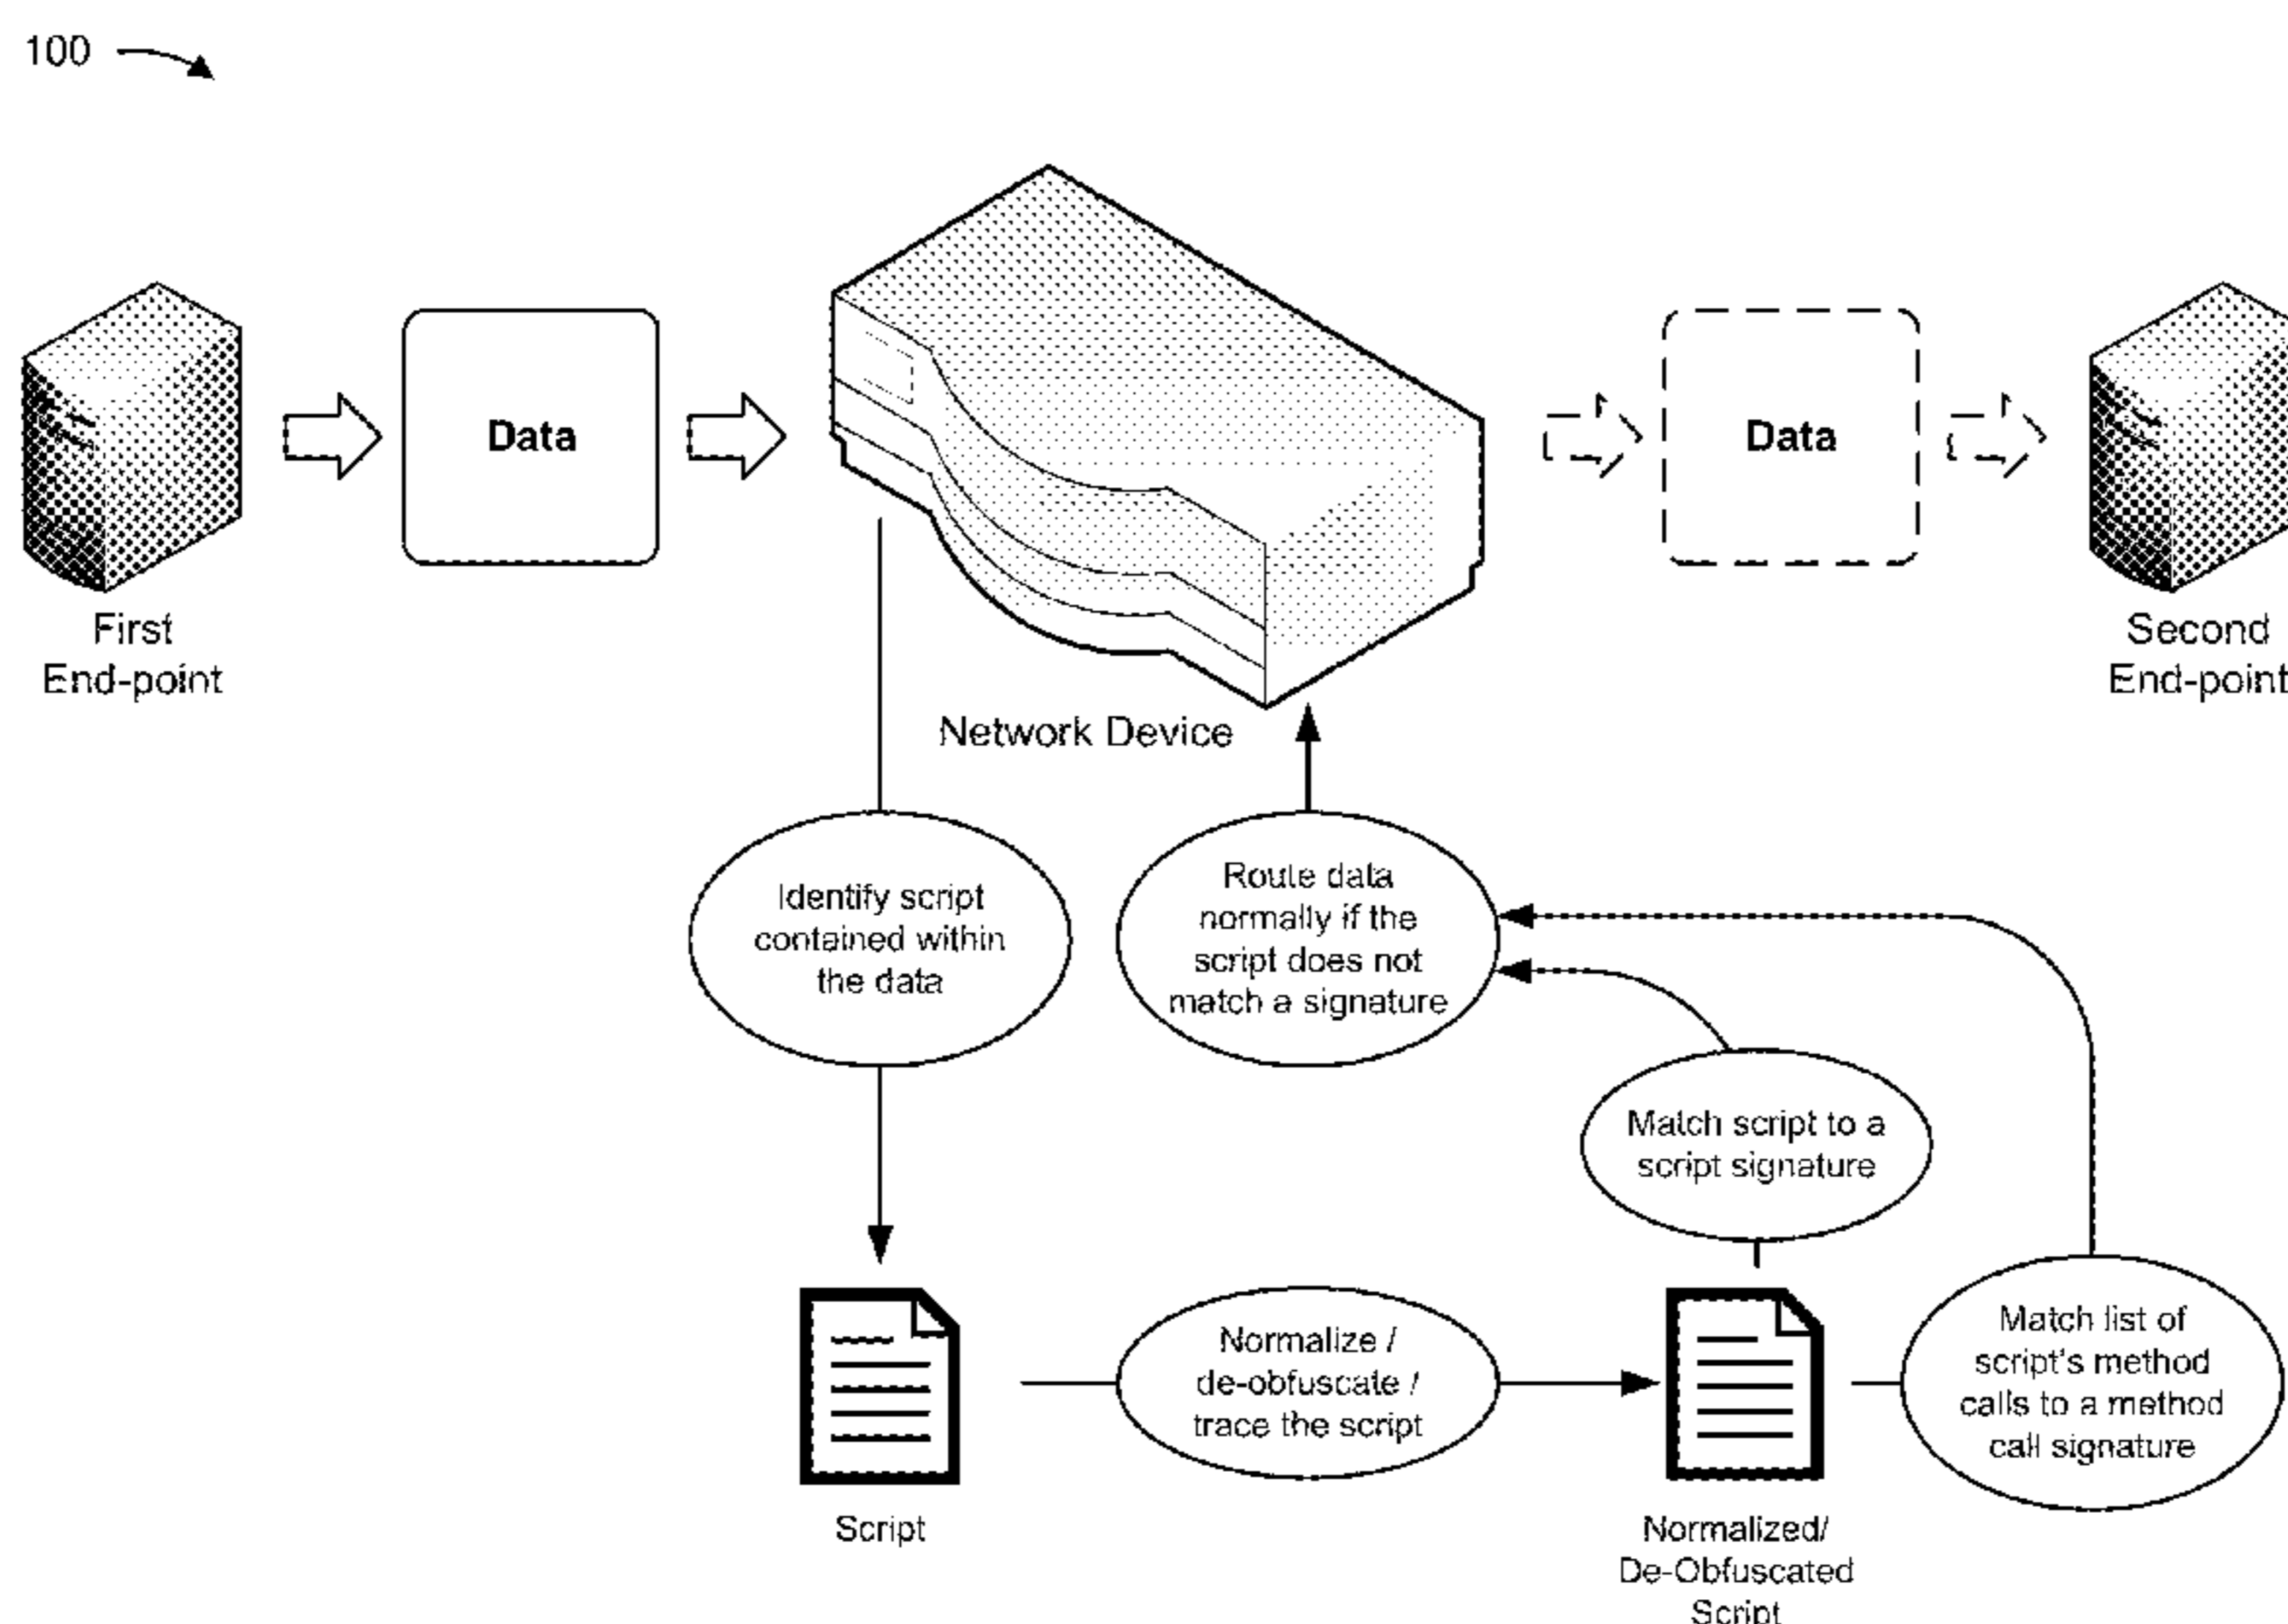 100
Data
Data
First
End-point
Second
End-point
Network Device
Identify script
contained within
the data
Route data
normally if the
script does not
match a signature
Match script to a
script signature
Normalize /
de-obfuscate /
trace the script
Match list of
script's method
calls to a method
call signature
Script
Normalized/
De-Obfuscated
Script